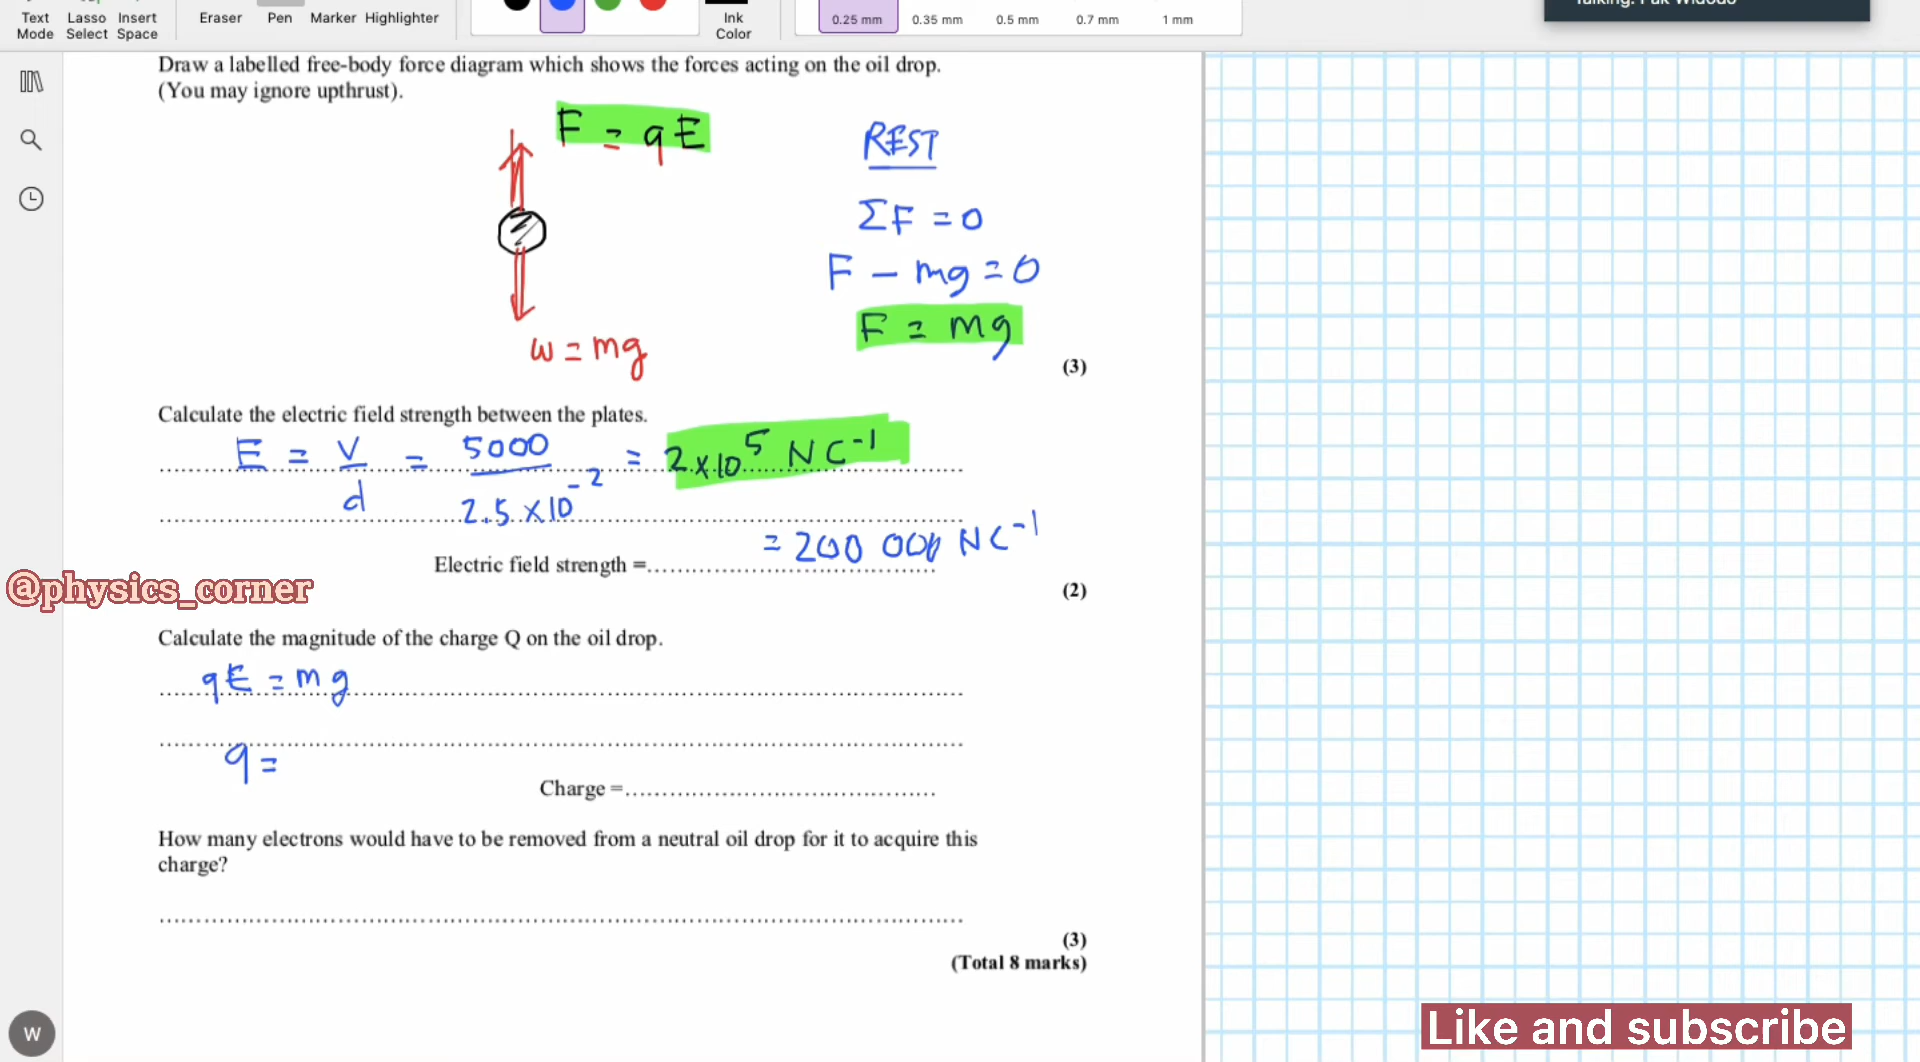 Text Mode
Lasso Select
Insert Space
Eraser
Pen
Marker
Highlighter
Ink Color
0.25 mm
0.35 mm
0.5 mm
0.7 mm
1 mm
Talking: Pak Widodo
Draw a labelled free-body force diagram which shows the forces acting on the oil drop.
(You may ignore upthrust).
F = qE
w = mg
REST
ΣF = 0
F - mg = 0
F = mg
(3)
Calculate the electric field strength between the plates.
E = V/d = 5000 / 2.5 × 10⁻² = 2 × 10⁵ NC⁻¹
= 200 000 NC⁻¹
Electric field strength =..........................................
(2)
@physics_corner
Calculate the magnitude of the charge Q on the oil drop.
qE = mg
q =
Charge =..........................................
How many electrons would have to be removed from a neutral oil drop for it to acquire this
charge?
(3)
(Total 8 marks)
W
Like and subscribe